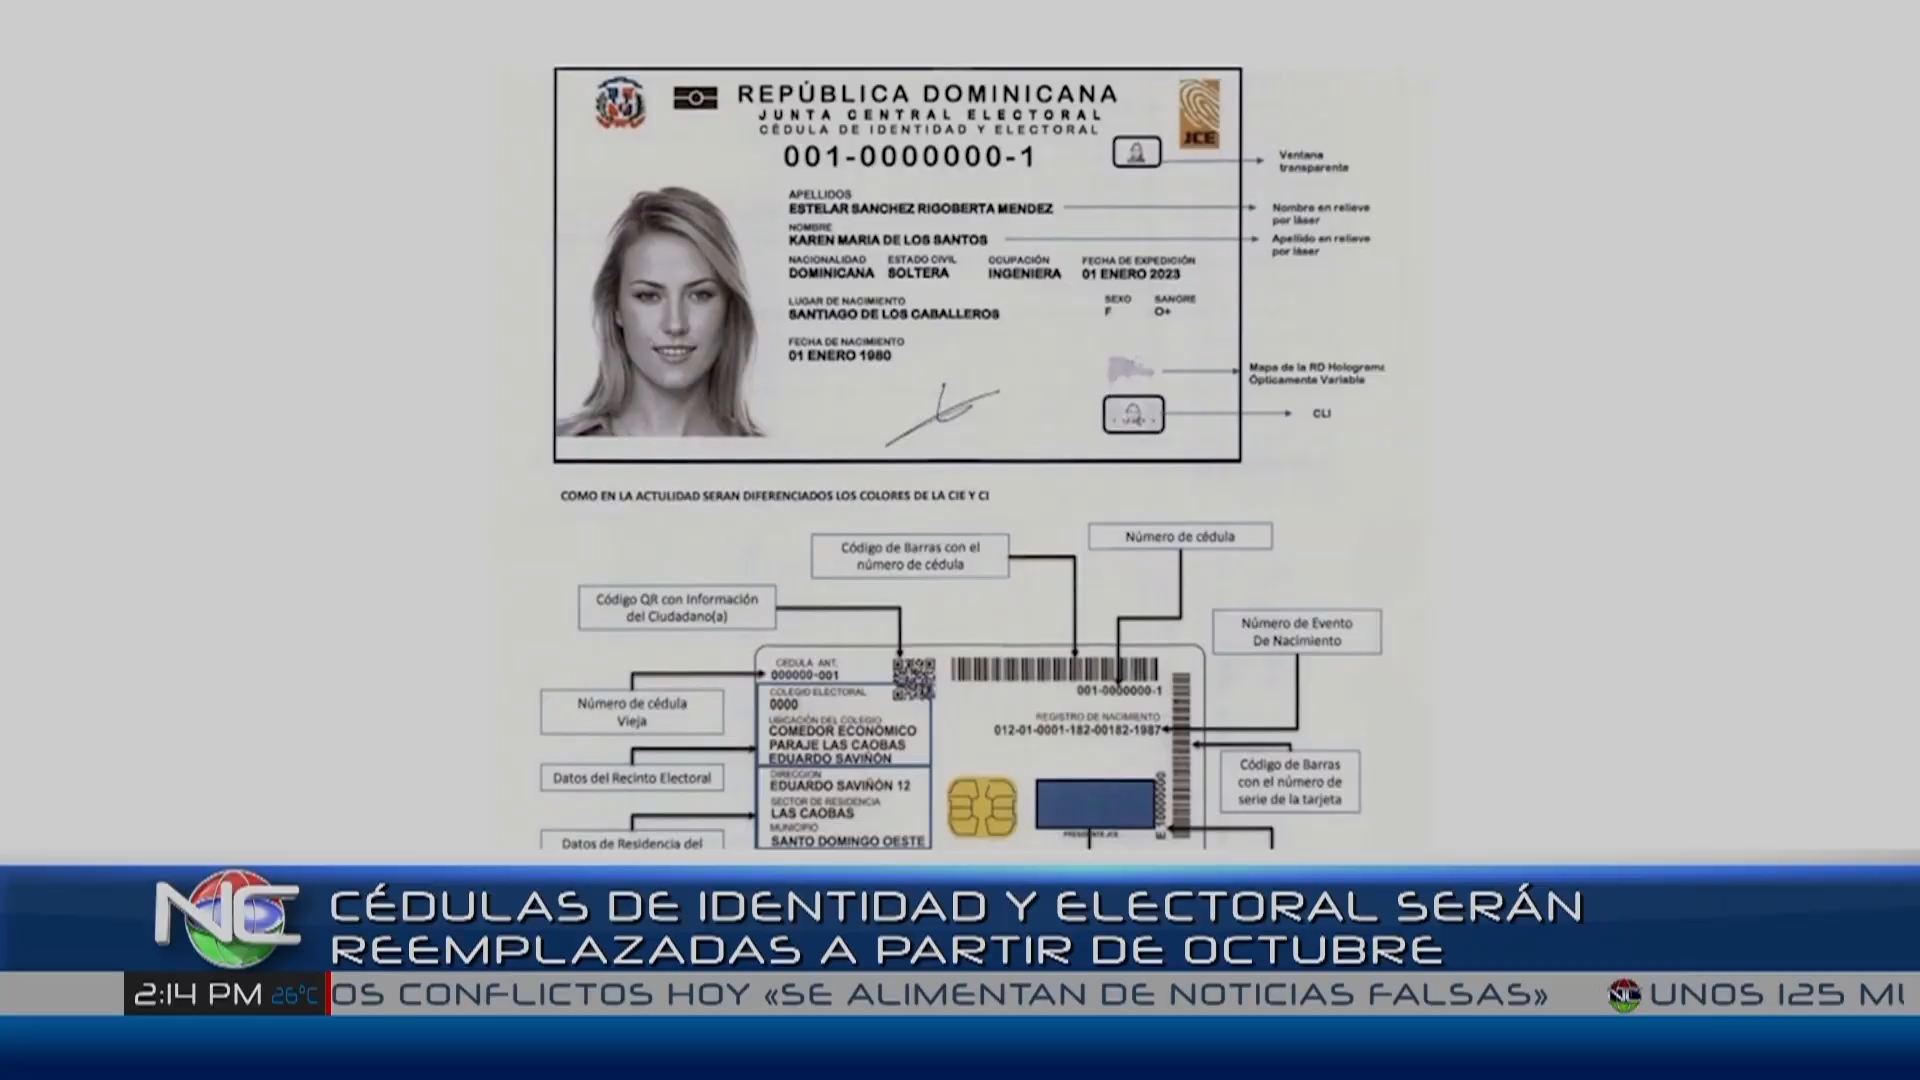 REPÚBLICA DOMINICANA
JUNTA CENTRAL ELECTORAL
CÉDULA DE IDENTIDAD Y ELECTORAL
001-0000000-1
JCE
Ventana
transparente
APELLIDOS
ESTELAR SANCHEZ RIGOBERTA MENDEZ
Nombre en relieve
por láser
NOMBRE
KAREN MARIA DE LOS SANTOS
Apellido en relieve
por láser
NACIONALIDAD ESTADO CIVIL OCUPACIÓN FECHA DE EXPEDICIÓN
DOMINICANA SOLTERA INGENIERA 01 ENERO 2023
LUGAR DE NACIMIENTO SEXO SANGRE
SANTIAGO DE LOS CABALLEROS F O+
FECHA DE NACIMIENTO
01 ENERO 1980
Mapa de la RD Holograma
Ópticamente Variable
CLI
COMO EN LA ACTULIDAD SERAN DIFERENCIADOS LOS COLORES DE LA CIE Y CI
Código de Barras con el
número de cédula
Número de cédula
Código QR con Información
del Ciudadano(a)
Número de Evento
De Nacimiento
CEDULA ANT.
000000-001
001-0000000-1
Número de cédula
Vieja
COLEGIO ELECTORAL
0000
UBICACIÓN DEL COLEGIO
COMEDOR ECONOMICO
PARAJE LAS CAOBAS
EDUARDO SAVIÑÓN
REGISTRO DE NACIMIENTO
012-01-0001-182-00182-1987
Datos del Recinto Electoral
DIRECCION
EDUARDO SAVIÑÓN 12
SECTOR DE RESIDENCIA
LAS CAOBAS
MUNICIPIO
SANTO DOMINGO OESTE
Código de Barras
con el número de
serie de la tarjeta
PRESIDENTE JCE
Datos de Residencia del
NC
CÉDULAS DE IDENTIDAD Y ELECTORAL SERÁN
REEMPLAZADAS A PARTIR DE OCTUBRE
2:14 PM 26°C OS CONFLICTOS HOY «SE ALIMENTAN DE NOTICIAS FALSAS» NC UNOS 125 MI